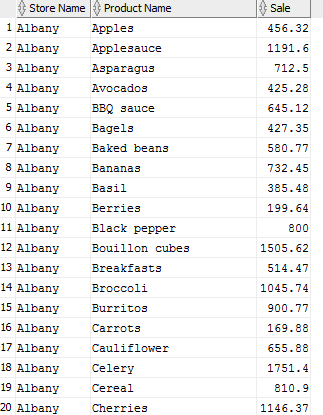 Store Name Product Name Sale
1 Albany Apples 456.32
2 Albany Applesauce 1191.6
3 Albany Asparagus 712.5
4 Albany Avocados 425.28
5 Albany BBQ sauce 645.12
6 Albany Bagels 427.35
7 Albany Baked beans 580.77
8 Albany Bananas 732.45
9 Albany Basil 385.48
10 Albany Berries 199.64
11 Albany Black pepper 800
12 Albany Bouillon cubes 1505.62
13 Albany Breakfasts 514.47
14 Albany Broccoli 1045.74
15 Albany Burritos 900.77
16 Albany Carrots 169.88
17 Albany Cauliflower 655.88
18 Albany Celery 1751.4
19 Albany Cereal 810.9
20 Albany Cherries 1146.37